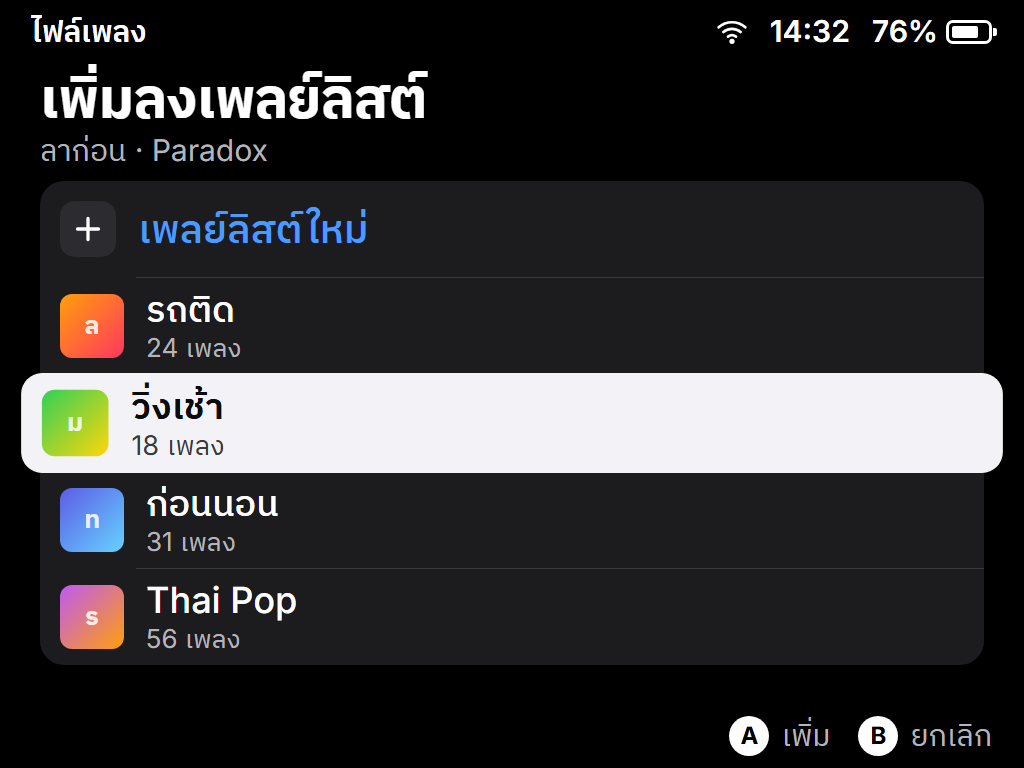 ไฟล์เพลง 14:32 76%
เพิ่มลงเพลย์ลิสต์
ลาก่อน · Paradox
เพลย์ลิสต์ใหม่
ล รถติด
24 เพลง
ม วิ่งเช้า
18 เพลง
ก ก่อนนอน
31 เพลง
ร Thai Pop
56 เพลง
A เพิ่ม B ยกเลิก